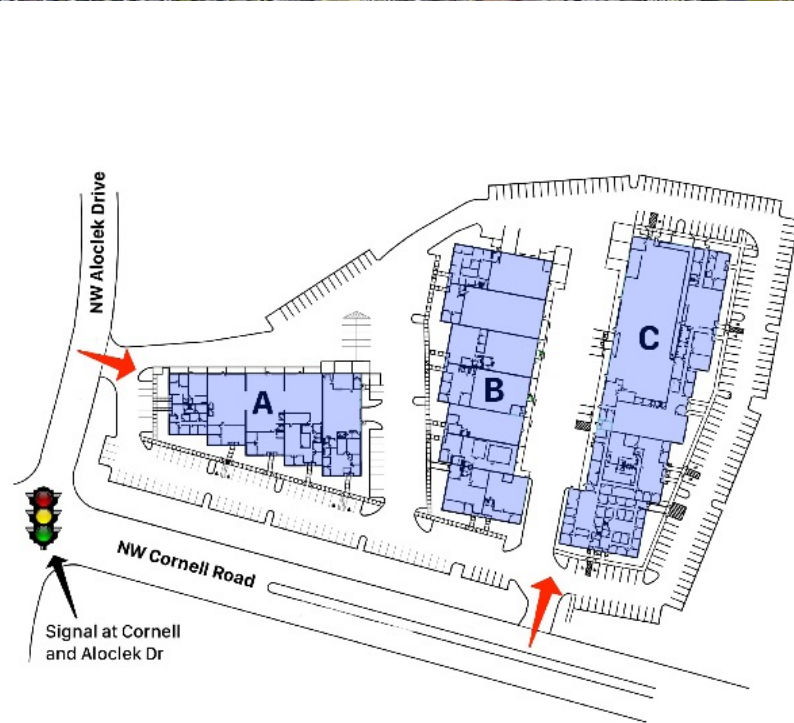 NW Aloclek Drive
A
B
C
NW Cornell Road
Signal at Cornell
and Aloclek Dr